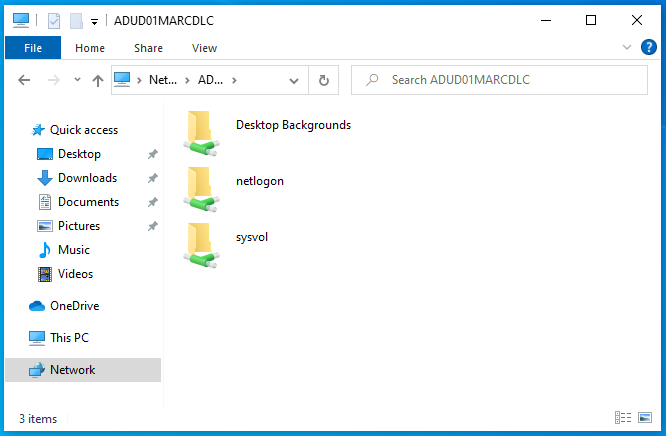 ADUD01MARCDLC
File Home Share View
Net... AD... Search ADUD01MARCDLC
Quick access
Desktop
Downloads
Documents
Pictures
Music
Videos
OneDrive
This PC
Network
Desktop Backgrounds
netlogon
sysvol
3 items